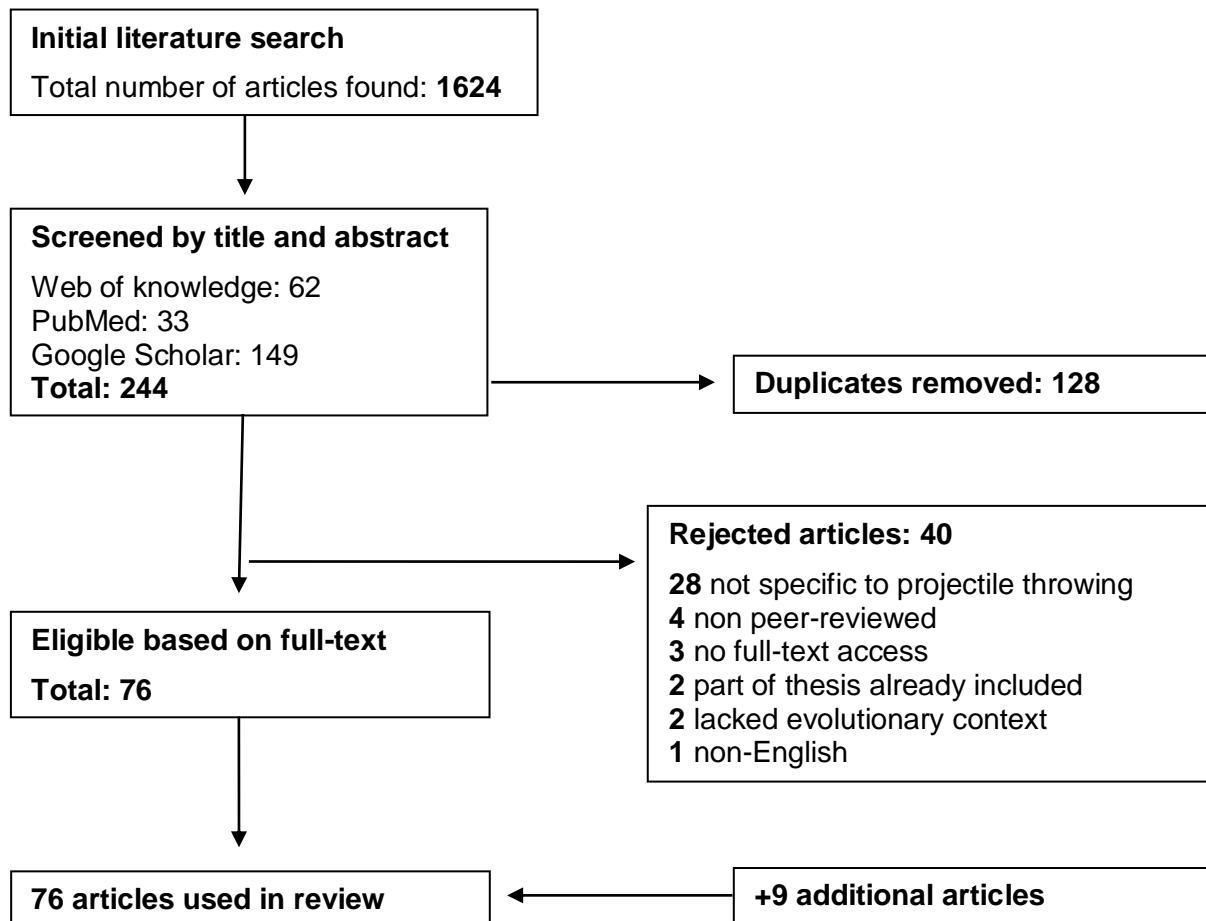 Initial literature search
Total number of articles found: 1624
Screened by title and abstract
Web of knowledge: 62
PubMed: 33
Google Scholar: 149
Total: 244
Duplicates removed: 128
Rejected articles: 40
28 not specific to projectile throwing
4 non peer-reviewed
3 no full-text access
2 part of thesis already included
2 lacked evolutionary context
1 non-English
Eligible based on full-text
Total: 76
76 articles used in review
+9 additional articles